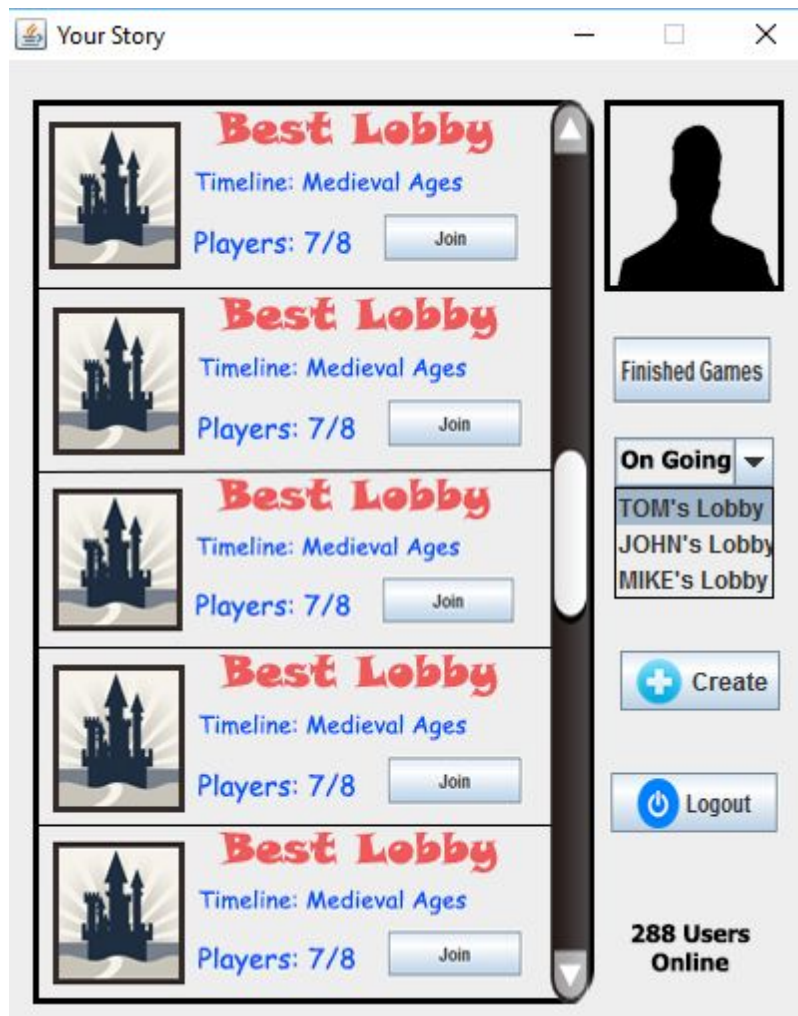 Your Story
Best Lobby
Timeline: Medieval Ages
Players: 7/8
Join
Best Lobby
Timeline: Medieval Ages
Players: 7/8
Join
Best Lobby
Timeline: Medieval Ages
Players: 7/8
Join
Best Lobby
Timeline: Medieval Ages
Players: 7/8
Join
Best Lobby
Timeline: Medieval Ages
Players: 7/8
Join
Finished Games
On Going
TOM's Lobby
JOHN's Lobby
MIKE's Lobby
Create
Logout
288 Users
Online